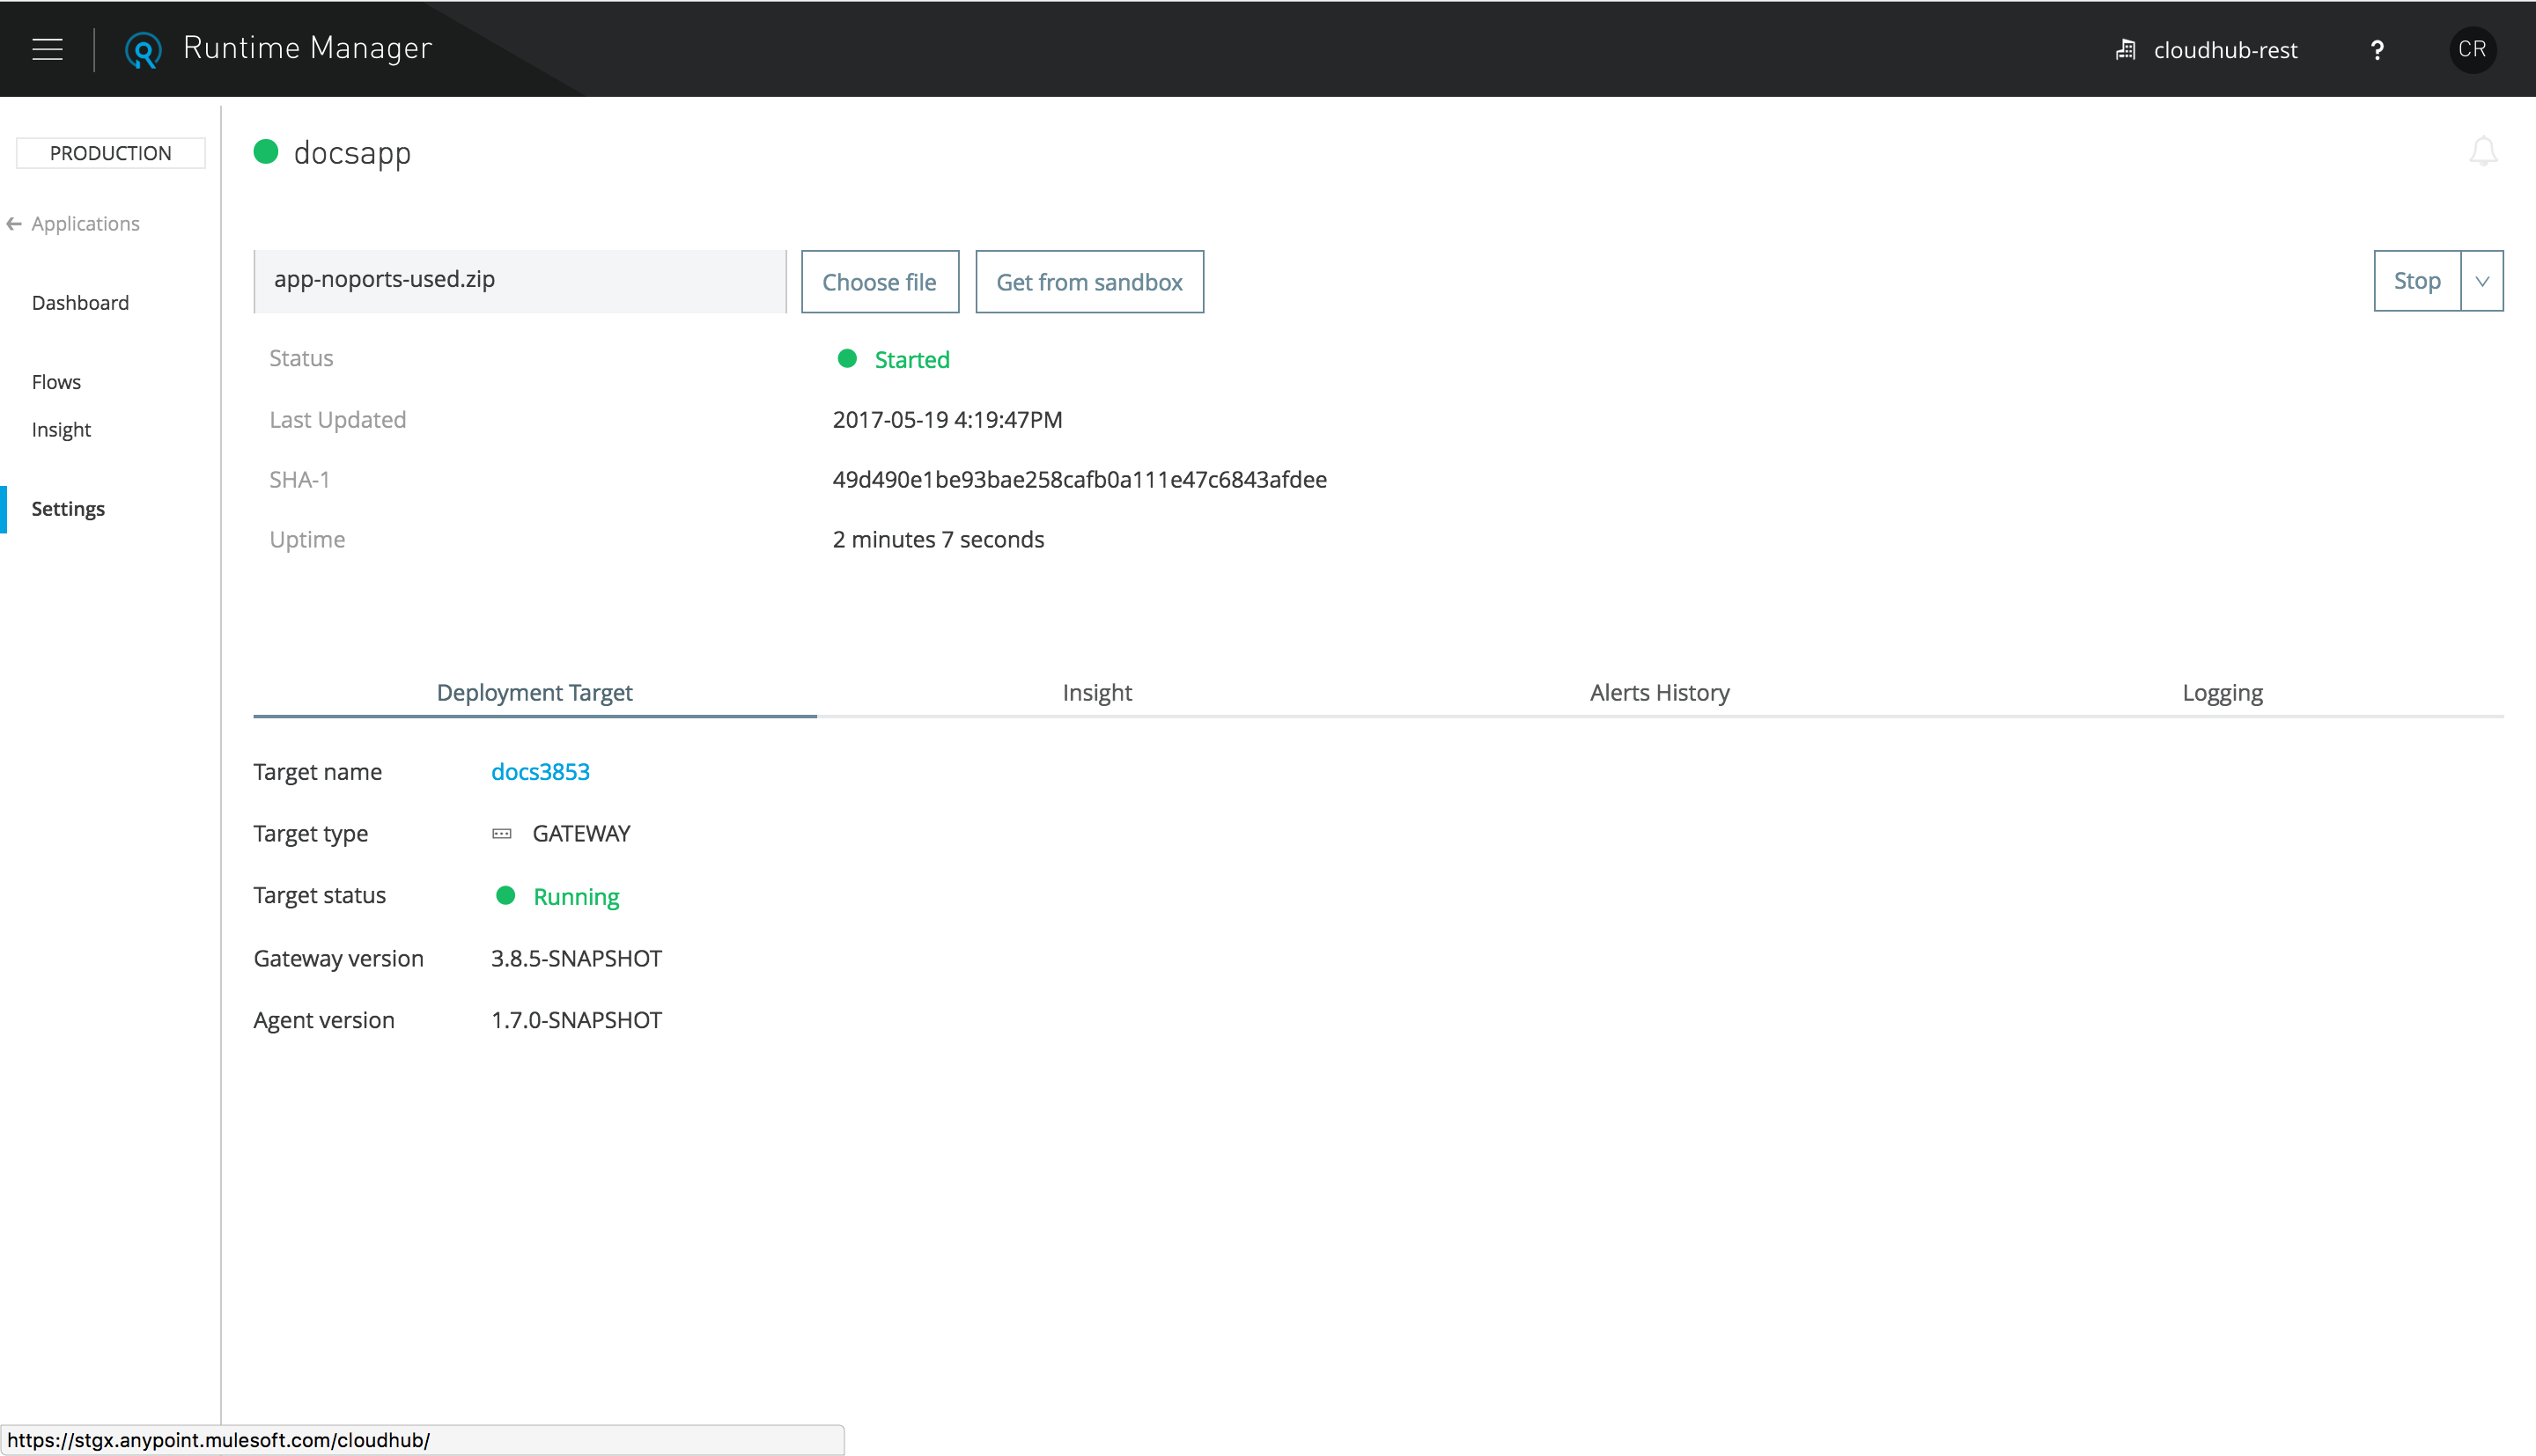 Runtime Manager
cloudhub-rest
?
CR
PRODUCTION
docsapp
Applications
app-noports-used.zip
Choose file
Get from sandbox
Stop
Dashboard
Status
Started
Flows
Last Updated
2017-05-19 4:19:47PM
Insight
SHA-1
49d490e1be93bae258cafb0a111e47c6843afdee
Settings
Uptime
2 minutes 7 seconds
Deployment Target
Insight
Alerts History
Logging
Target name
docs3853
Target type
GATEWAY
Target status
Running
Gateway version
3.8.5-SNAPSHOT
Agent version
1.7.0-SNAPSHOT
https://stgx.anypoint.mulesoft.com/cloudhub/